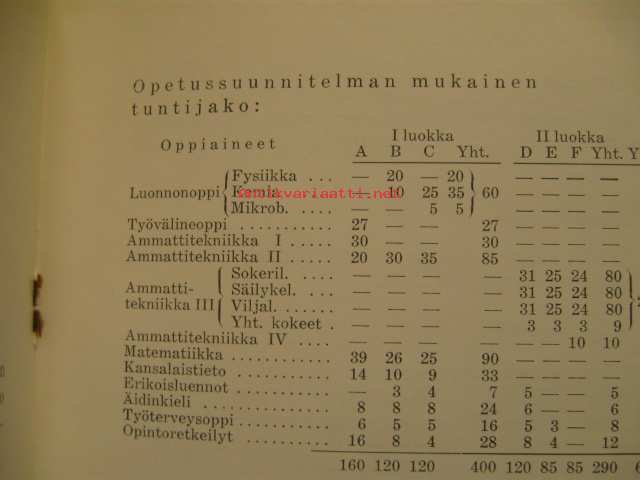 Opetussuunnitelman mukainen
tuntijako:
Oppiaineet I luokka II luokka
A B C Yht. D E F Yht. Y
Fysiikka . . . — 20 — 20 — — — —
Luonnonoppi Kemia — 10 25 35 60 — — — —
Mikrob. . . . — — 5 5 — — — —
Työvälineoppi . . . . . . . . . . . 27 — — 27 — — — —
Ammattitekniikka I . . . . . 30 — — 30 — — — —
Ammattitekniikka II . . . . . 20 30 35 85 — — — —
Sokeril. . . . — — — — 31 25 24 80
Ammatti- Säilykel. . . . — — — — 31 25 24 80
tekniikka III Viljal. . . . . — — — — 31 25 24 80
Yht. kokeet . — — — — 3 3 3 9
Ammattitekniikka IV . . . . — — — — — — 10 10
Matematiikka . . . . . . . . . . . 39 26 25 90 — — — —
Kansalaistieto . . . . . . . . . . 14 10 9 33 — — — —
Erikoisluennot . . . . . . . . . . — 3 4 7 5 — — 5
Äidinkieli . . . . . . . . . . . . . . 8 8 8 24 6 — — 6
Työterveysoppi . . . . . . . . . 6 5 5 16 5 3 — 8
Opintoretkeilyt . . . . . . . . . . 16 8 4 28 8 4 — 12
160 120 120 400 120 85 85 290